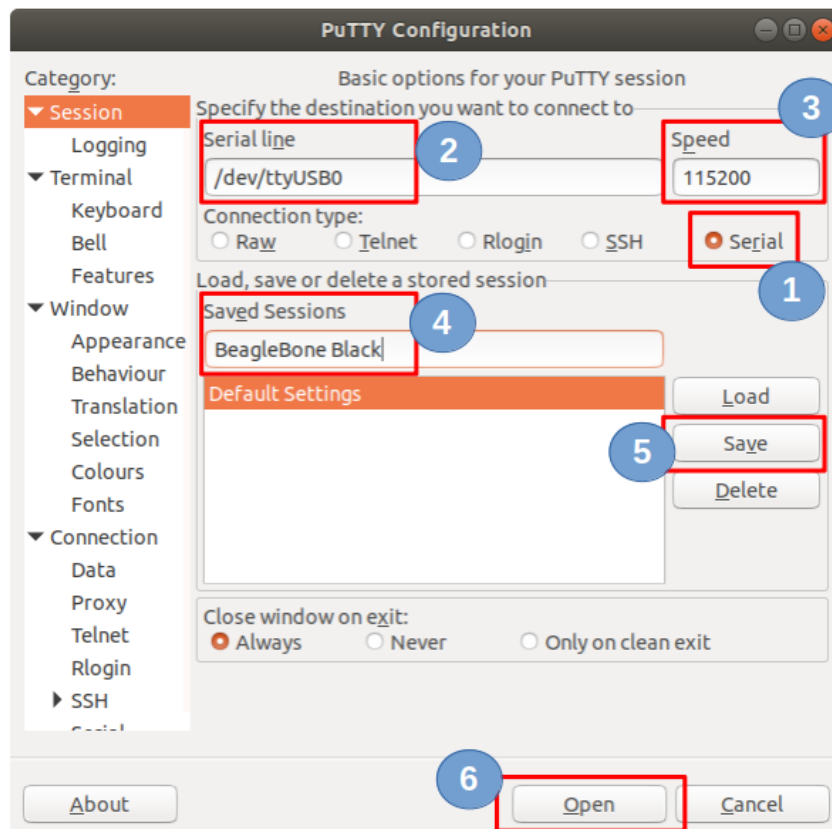 PuTTY Configuration
Category:
Session
Logging
Terminal
Keyboard
Bell
Features
Window
Appearance
Behaviour
Translation
Selection
Colours
Fonts
Connection
Data
Proxy
Telnet
Rlogin
SSH
Serial
Basic options for your PuTTY session
Specify the destination you want to connect to
Serial line
2
Speed
3
/dev/ttyUSB0
115200
Connection type:
Raw Telnet Rlogin SSH Serial
1
Load, save or delete a stored session
Saved Sessions
4
BeagleBone Black
Default Settings
Load
5
Save
Delete
Close window on exit:
Always Never Only on clean exit
6
About Open Cancel